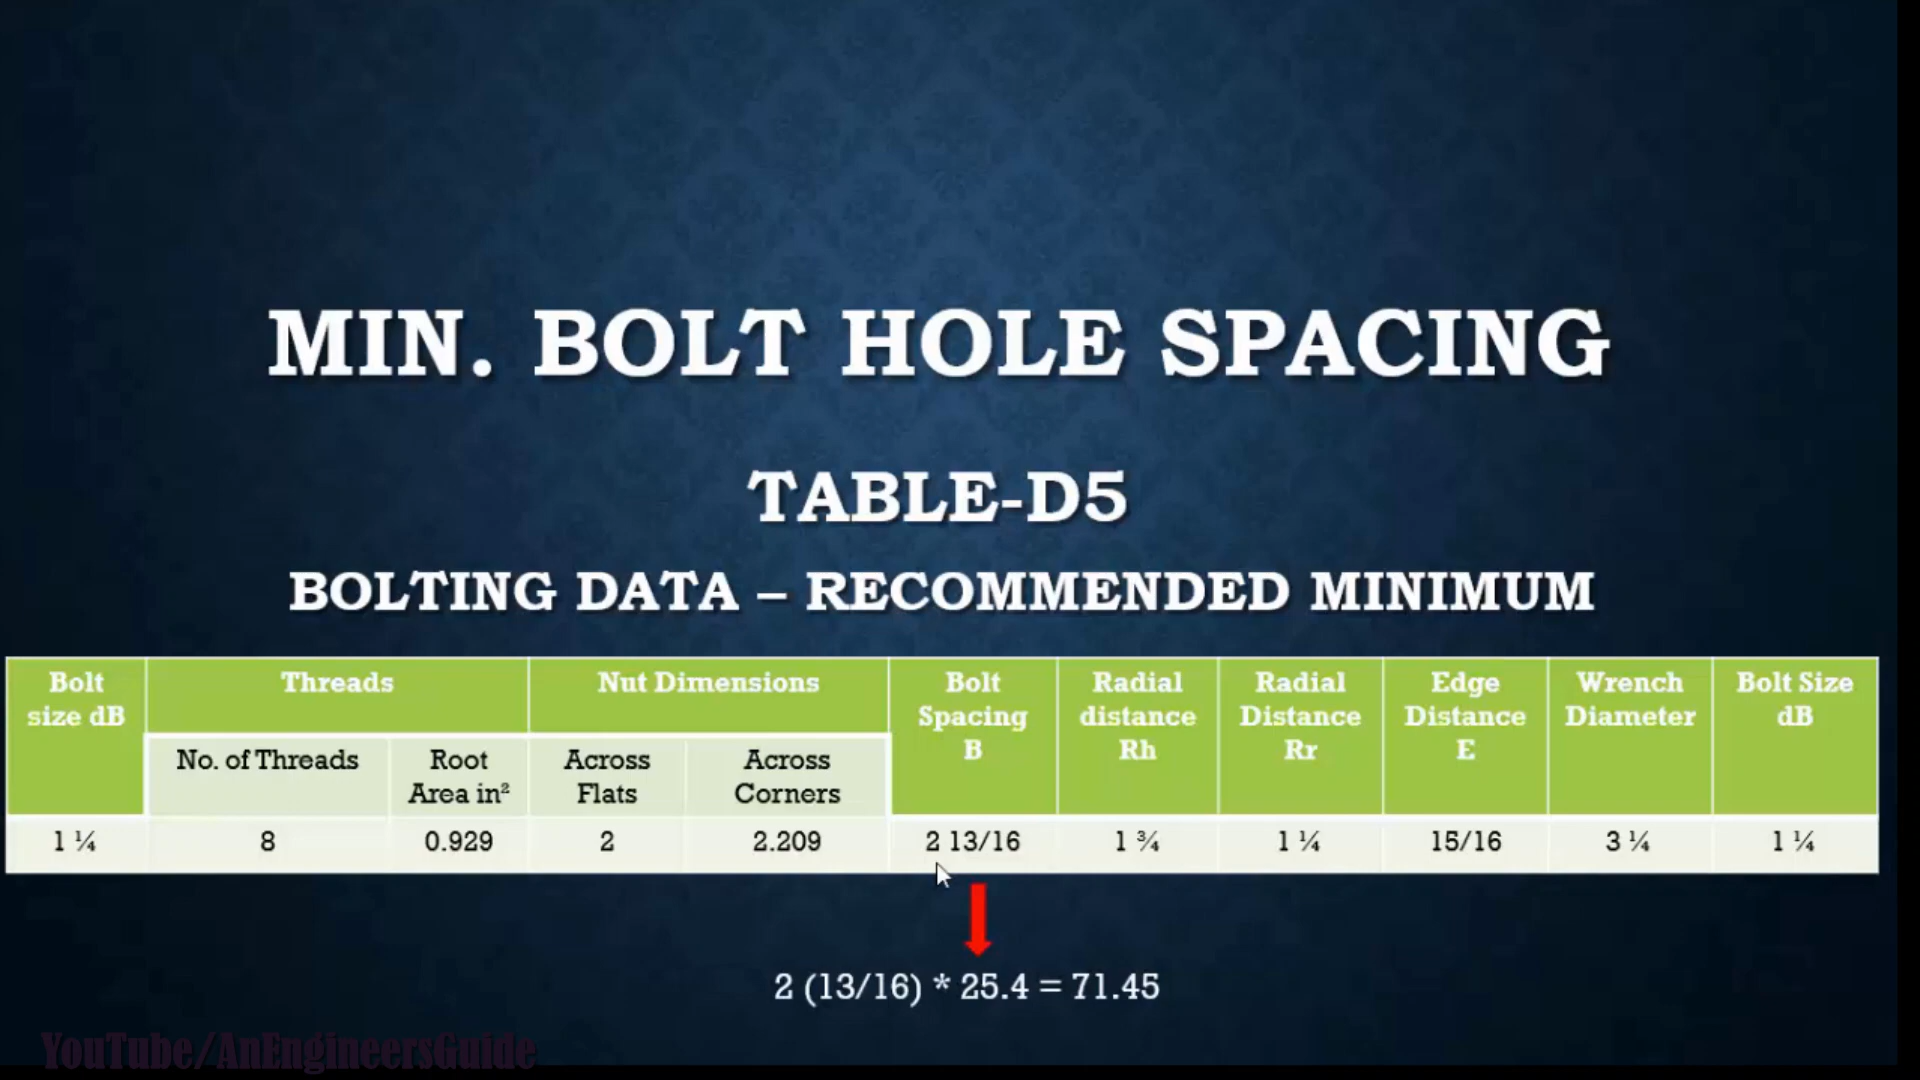 MIN. BOLT HOLE SPACING
TABLE-D5
BOLTING DATA – RECOMMENDED MINIMUM
Bolt size dB
Threads
Nut Dimensions
Bolt Spacing B
Radial distance Rh
Radial Distance Rr
Edge Distance E
Wrench Diameter
Bolt Size dB
No. of Threads
Root Area in²
Across Flats
Across Corners
1 ¼ 8 0.929 2 2.209 2 13/16 1 ¾ 1 ¼ 15/16 3 ¼ 1 ¼
2 (13/16) * 25.4 = 71.45
YouTube/AnEngineersGuide